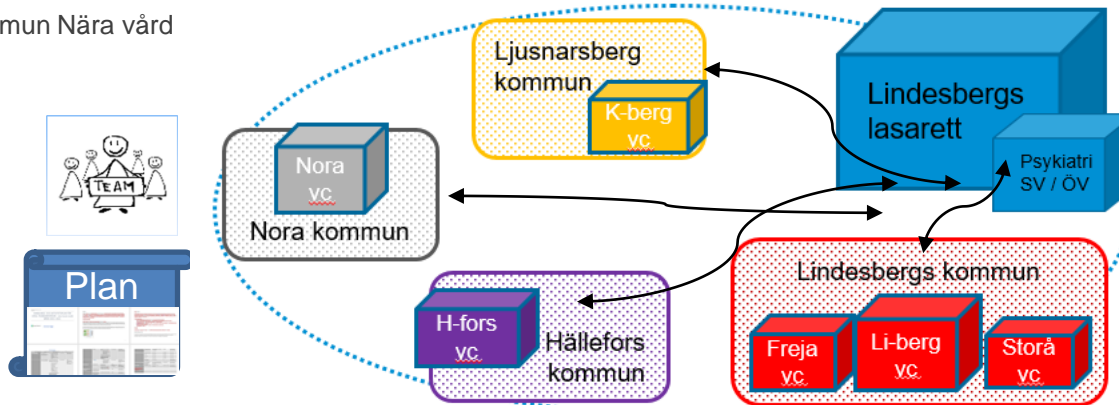 mun Nära vård
Ljusnarsberg
kommun
K-berg
vc
Lindesbergs
lasarett
Psykiatri
SV / ÖV
Nora
vc
Nora kommun
TEAM
Plan
H-fors
vc
Hällefors
kommun
Lindesbergs kommun
Freja
vc
Li-berg
vc
Storå
vc